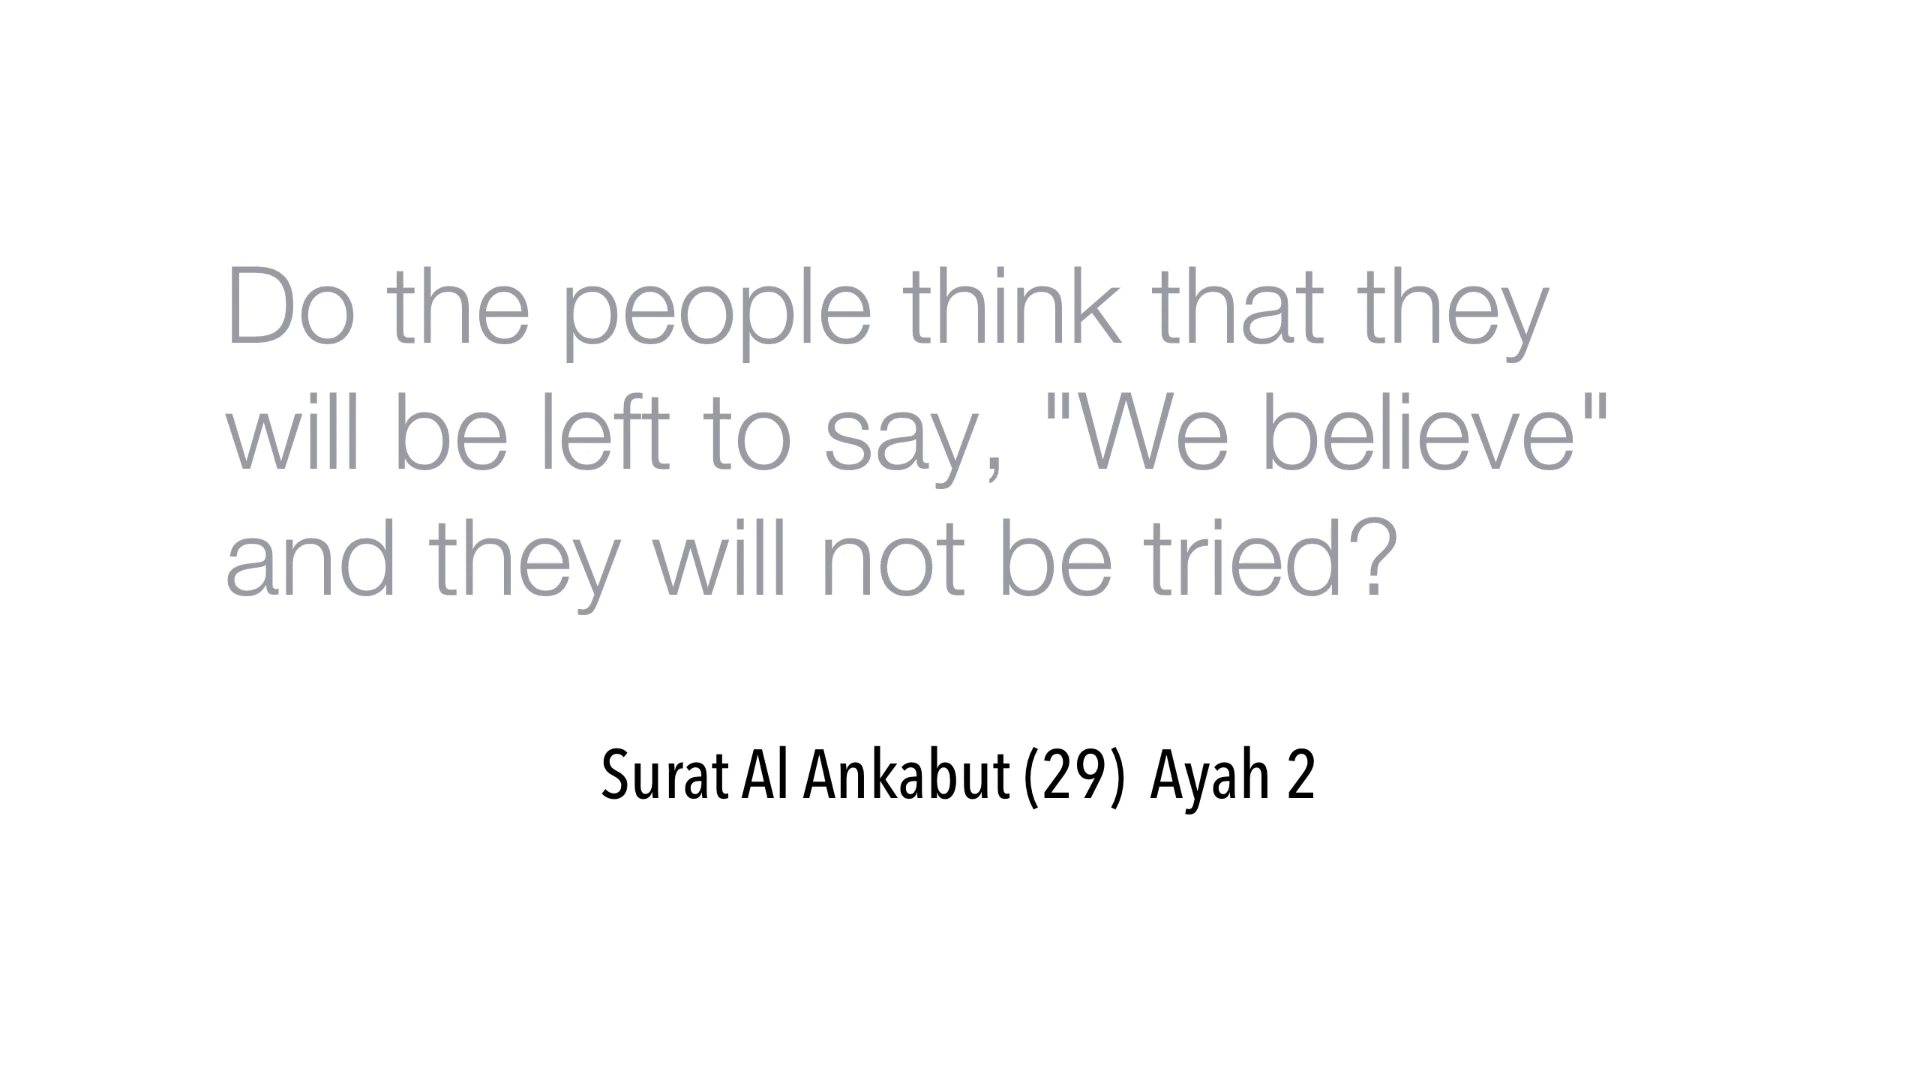 Do the people think that they
will be left to say, "We believe"
and they will not be tried?
Surat Al Ankabut (29) Ayah 2